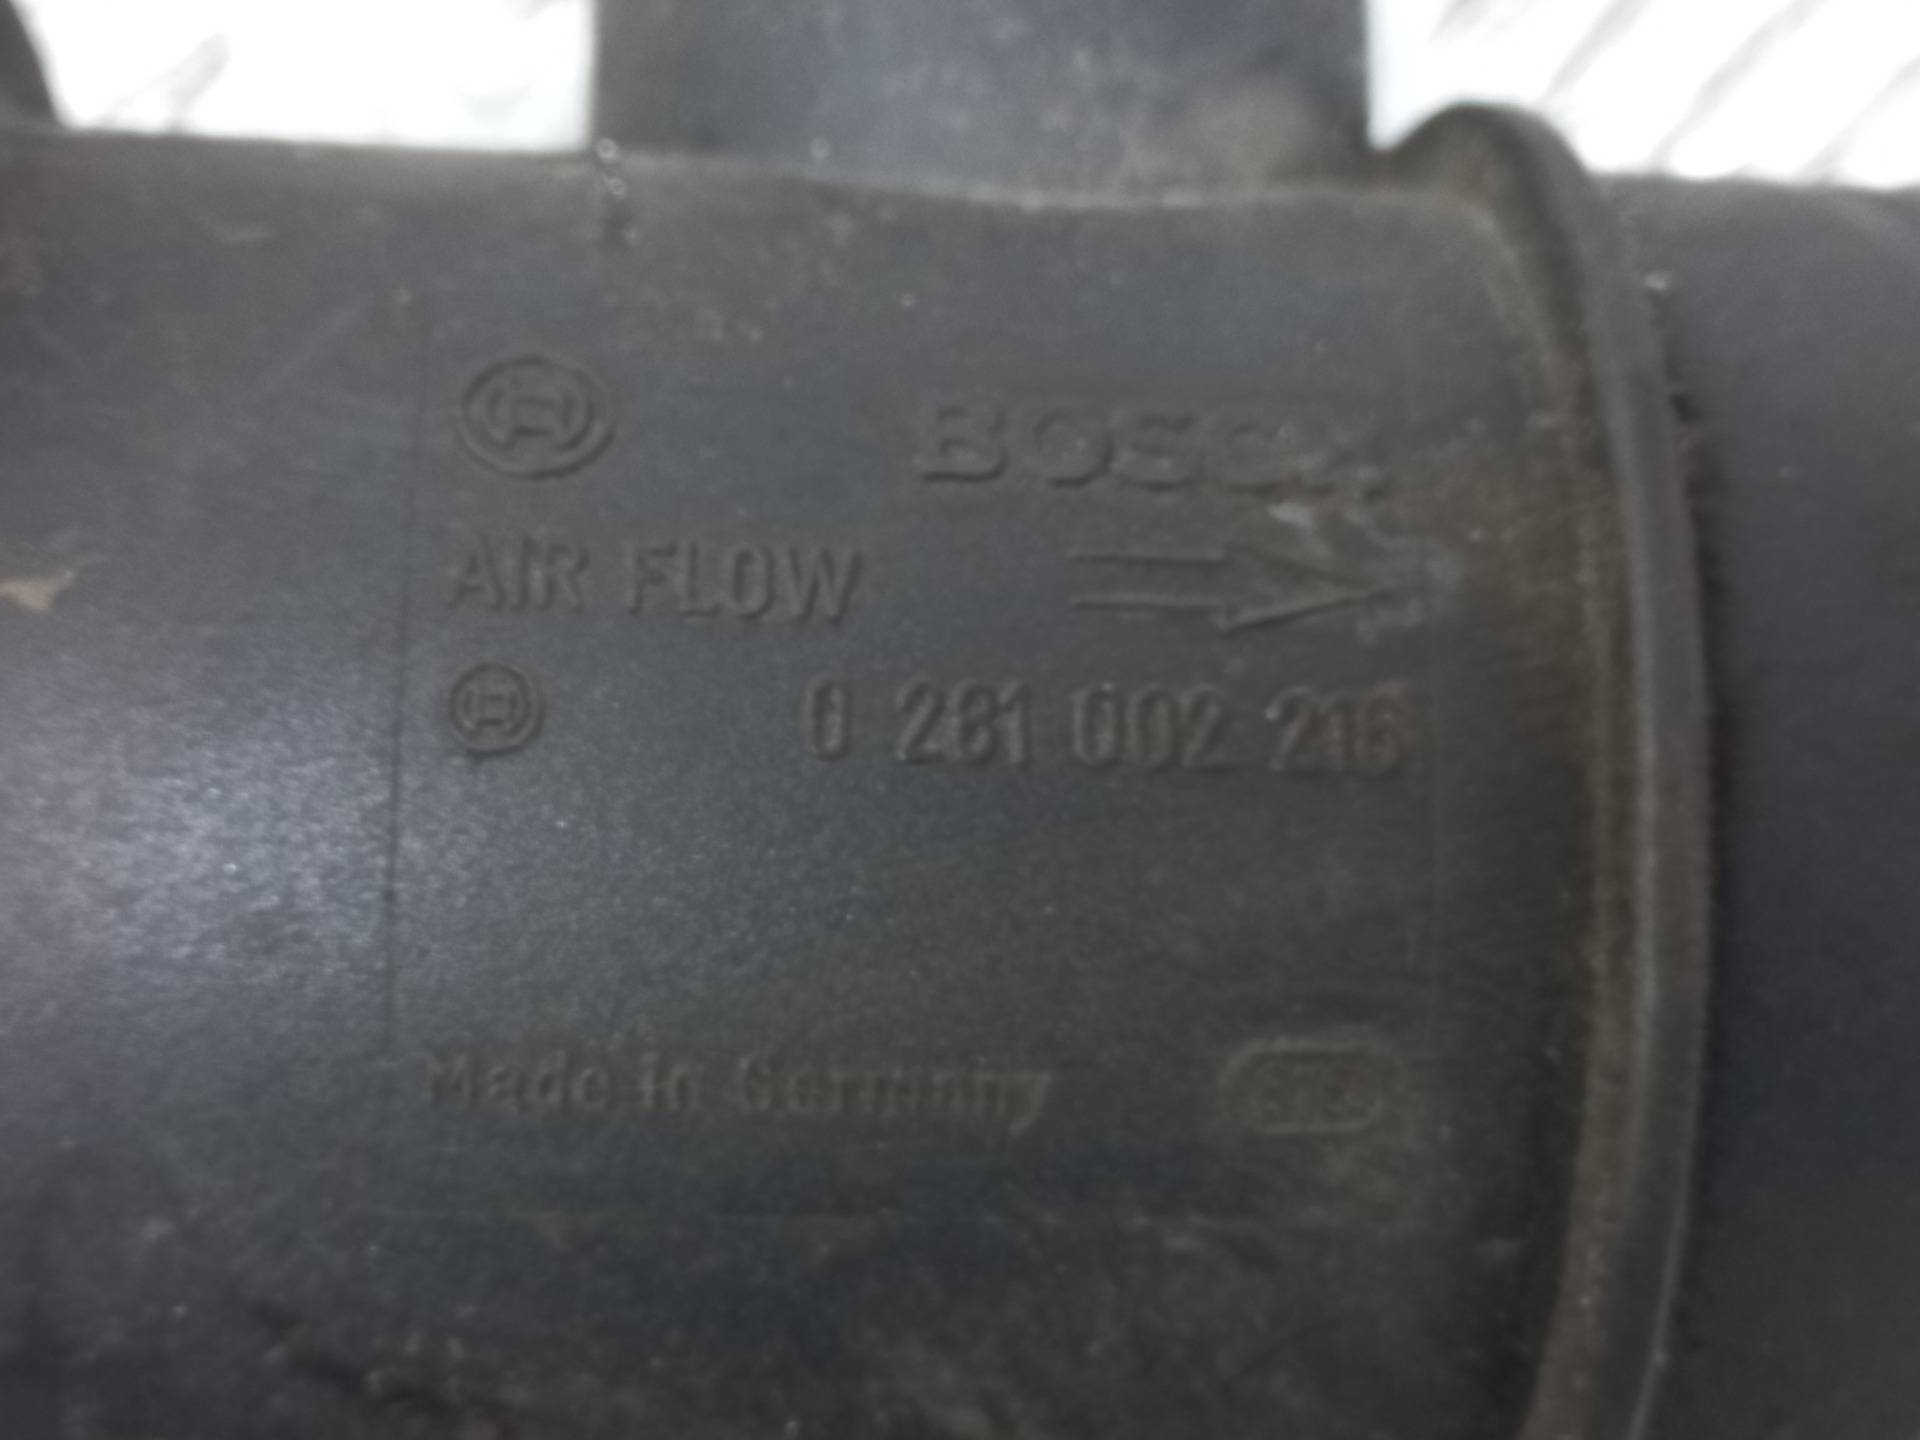 BOSCH
AIR FLOW
0 281 002 216
Made in Germany